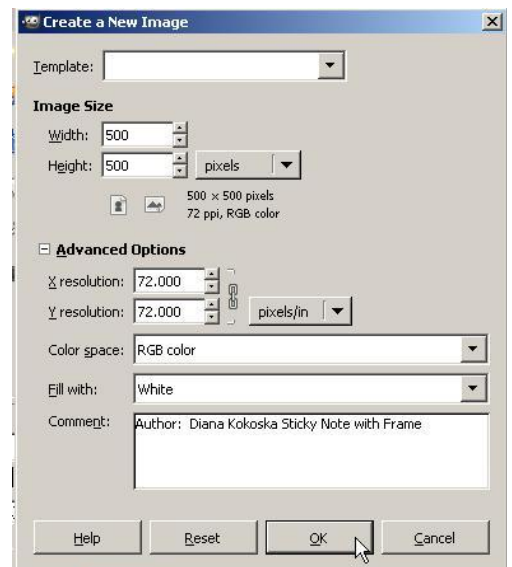 Create a New Image
Template:
Image Size
Width: 500
Height: 500 pixels
500 × 500 pixels
72 ppi, RGB color
Advanced Options
X resolution: 72.000
Y resolution: 72.000 pixels/in
Color space: RGB color
Fill with: White
Comment: Author: Diana Kokoska Sticky Note with Frame
Help Reset OK Cancel